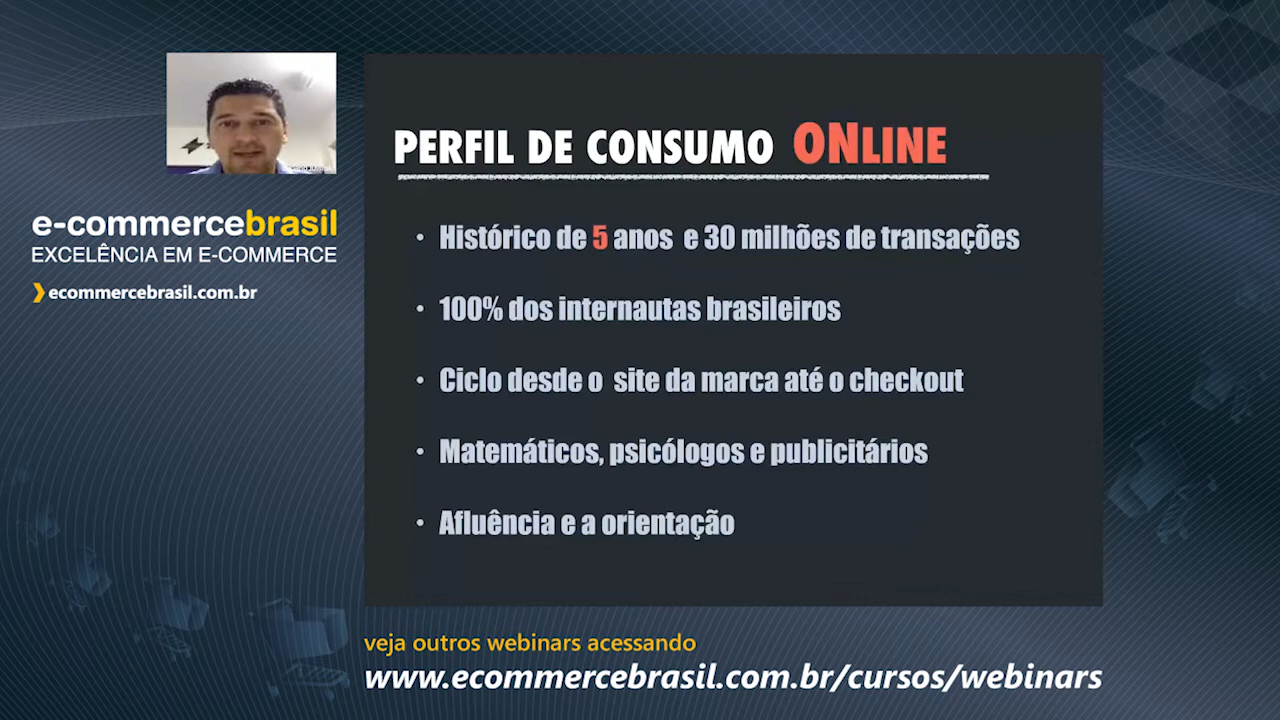 e-commercebrasil
EXCELÊNCIA EM E-COMMERCE
ecommercebrasil.com.br
PERFIL DE CONSUMO ONLINE
• Histórico de 5 anos e 30 milhões de transações
• 100% dos internautas brasileiros
• Ciclo desde o site da marca até o checkout
• Matemáticos, psicólogos e publicitários
• Afluência e a orientação
veja outros webinars acessando
www.ecommercebrasil.com.br/cursos/webinars